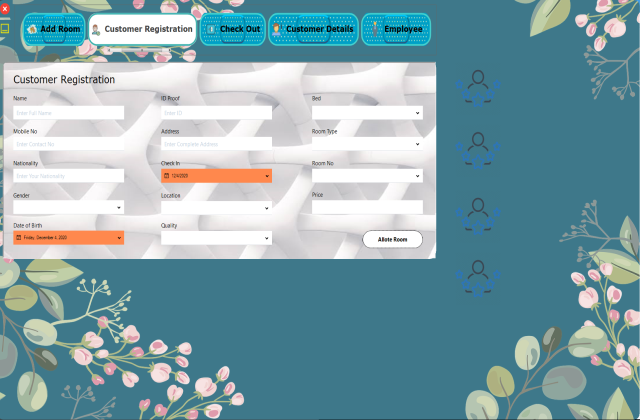 Add Room
Customer Registration
Check Out
Customer Details
Employee
Customer Registration
Name
ID Proof
Bed
Enter Full Name
Enter ID
Mobile No
Address
Room Type
Enter Contact No
Enter Complete Address
Nationality
Check In
Room No
Enter Your Nationality
12/4/2020
Gender
Location
Price
Date of Birth
Quality
Friday, December 4, 2020
Allote Room